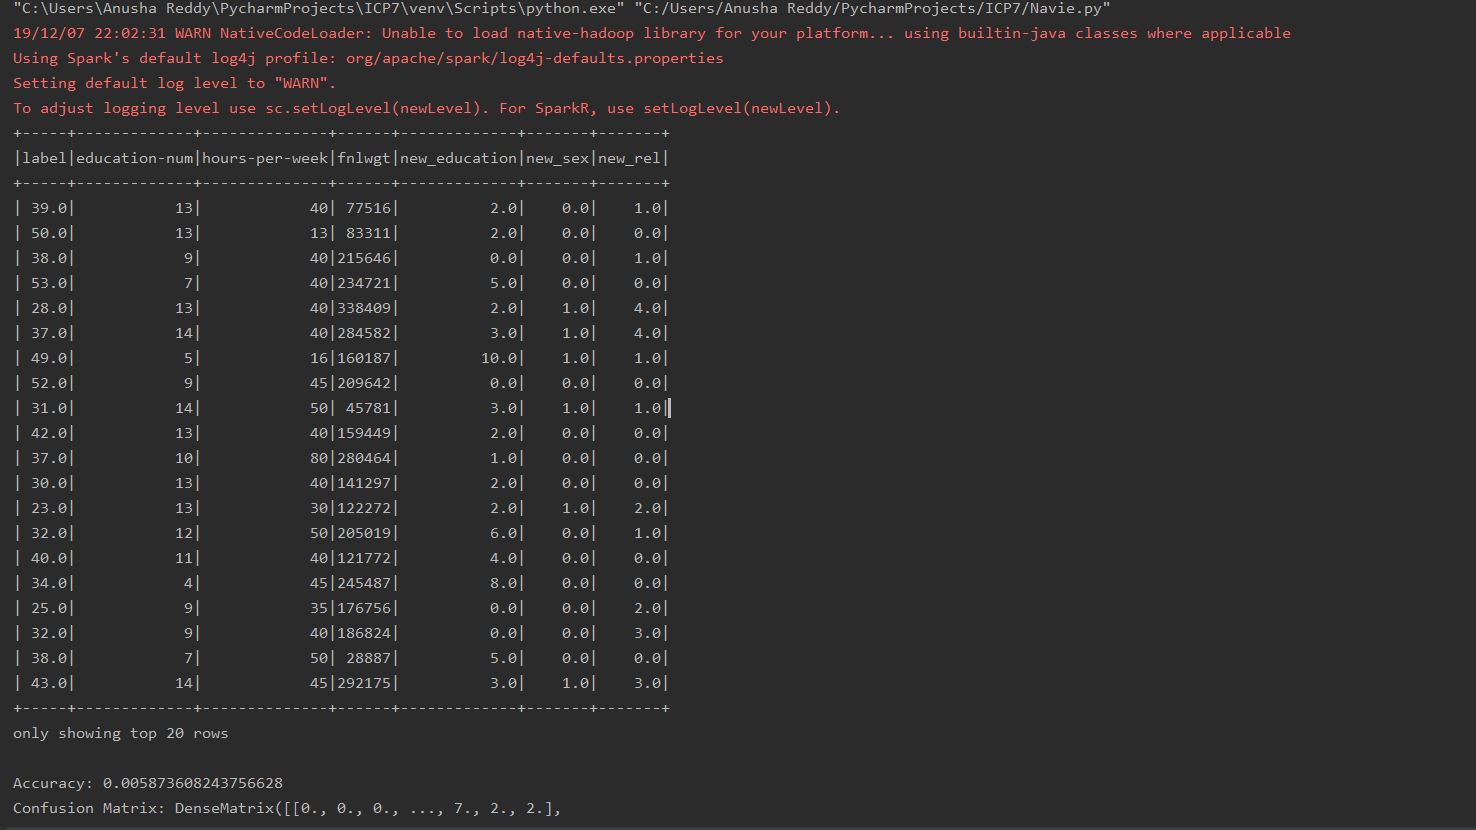 "C:\Users\Anusha Reddy\PycharmProjects\ICP7\venv\Scripts\python.exe" "C:/Users/Anusha Reddy/PycharmProjects/ICP7/Navie.py"
19/12/07 22:02:31 WARN NativeCodeLoader: Unable to load native-hadoop library for your platform... using builtin-java classes where applicable
Using Spark's default log4j profile: org/apache/spark/log4j-defaults.properties
Setting default log level to "WARN".
To adjust logging level use sc.setLogLevel(newLevel). For SparkR, use setLogLevel(newLevel).
+-----+-------------+--------------+------+-------------+-------+-------+
|label|education-num|hours-per-week|fnlwgt|new_education|new_sex|new_rel|
+-----+-------------+--------------+------+-------------+-------+-------+
| 39.0|           13|            40| 77516|          2.0|    0.0|    1.0|
| 50.0|           13|            13| 83311|          2.0|    0.0|    0.0|
| 38.0|            9|            40|215646|          0.0|    0.0|    1.0|
| 53.0|            7|            40|234721|          5.0|    0.0|    0.0|
| 28.0|           13|            40|338409|          2.0|    1.0|    4.0|
| 37.0|           14|            40|284582|          3.0|    1.0|    4.0|
| 49.0|            5|            16|160187|         10.0|    1.0|    1.0|
| 52.0|            9|            45|209642|          0.0|    0.0|    0.0|
| 31.0|           14|            50| 45781|          3.0|    1.0|    1.0|
| 42.0|           13|            40|159449|          2.0|    0.0|    0.0|
| 37.0|           10|            80|280464|          1.0|    0.0|    0.0|
| 30.0|           13|            40|141297|          2.0|    0.0|    0.0|
| 23.0|           13|            30|122272|          2.0|    1.0|    2.0|
| 32.0|           12|            50|205019|          6.0|    0.0|    1.0|
| 40.0|           11|            40|121772|          4.0|    0.0|    0.0|
| 34.0|            4|            45|245487|          8.0|    0.0|    0.0|
| 25.0|            9|            35|176756|          0.0|    0.0|    2.0|
| 32.0|            9|            40|186824|          0.0|    0.0|    3.0|
| 38.0|            7|            50| 28887|          5.0|    0.0|    0.0|
| 43.0|           14|            45|292175|          3.0|    1.0|    3.0|
+-----+-------------+--------------+------+-------------+-------+-------+
only showing top 20 rows
Accuracy: 0.005873608243756628
Confusion Matrix: DenseMatrix([[0., 0., 0., ..., 7., 2., 2.],